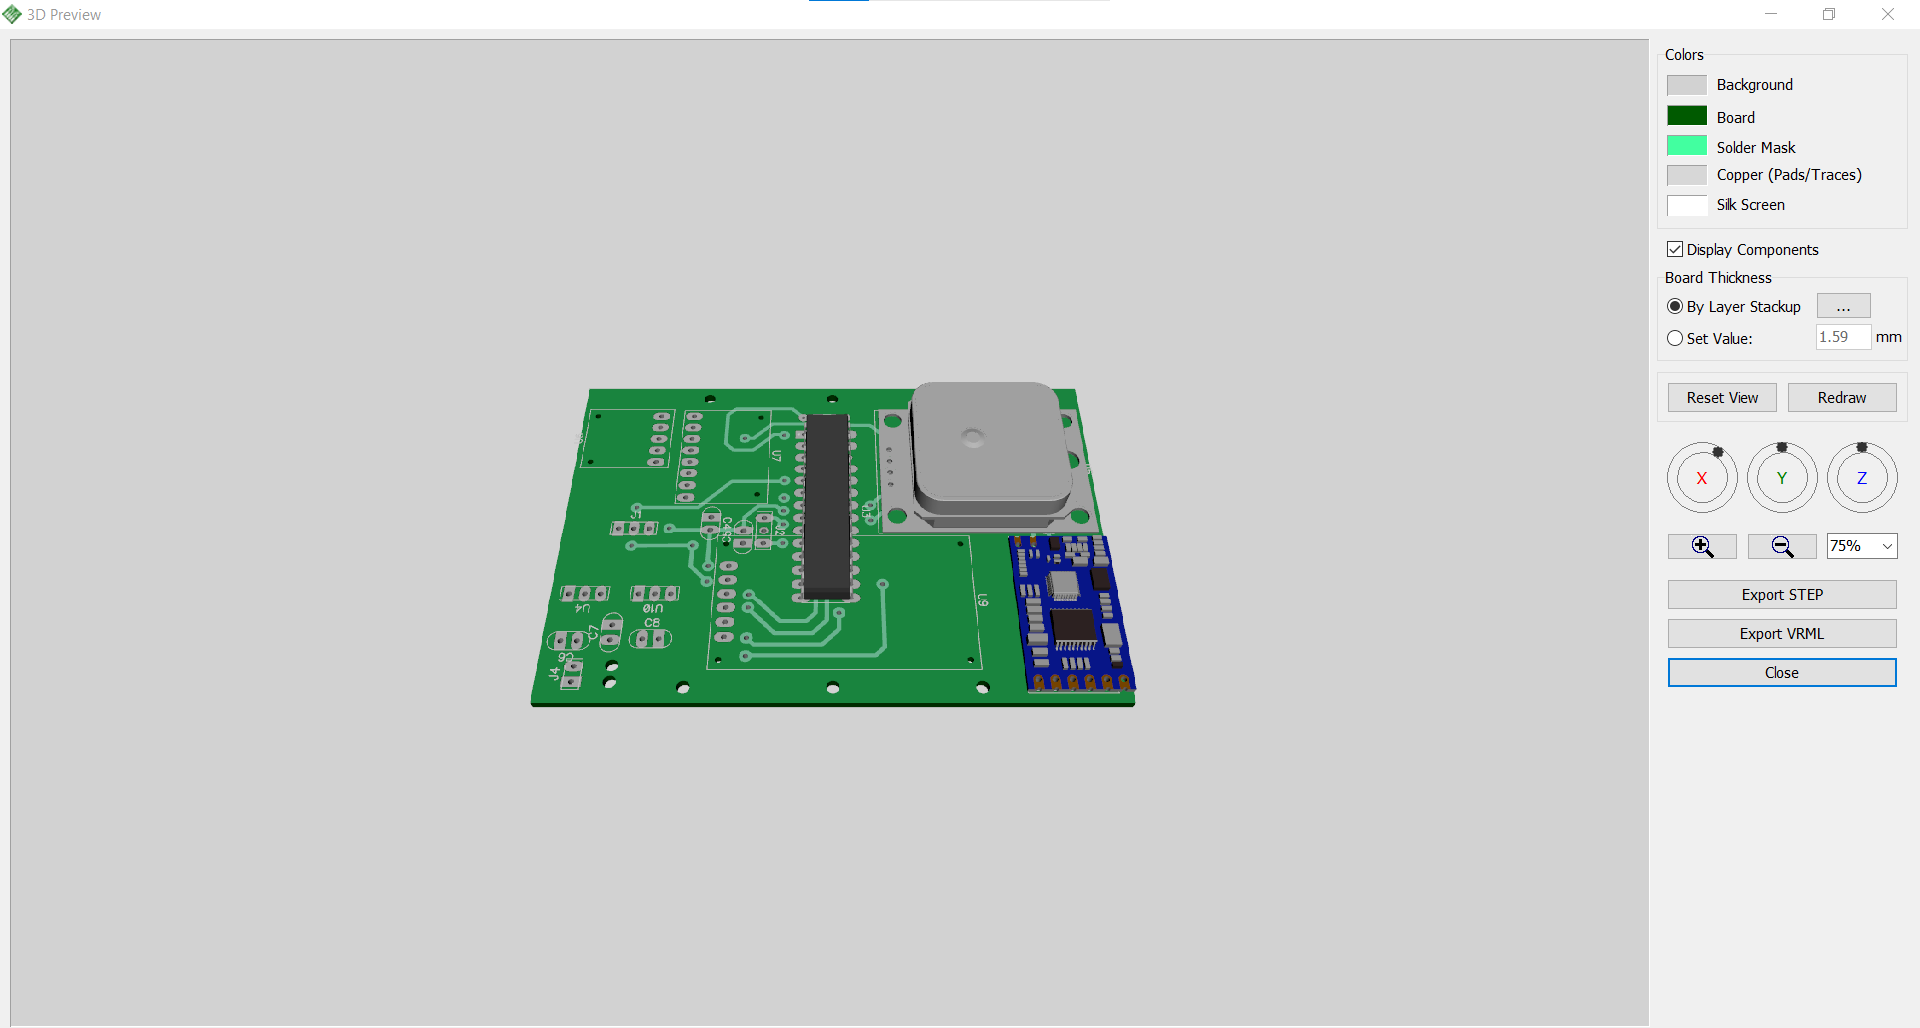 3D Preview
Colors
Background
Board
Solder Mask
Copper (Pads/Traces)
Silk Screen
Display Components
Board Thickness
By Layer Stackup
...
Set Value:
1.59
mm
Reset View
Redraw
X
Y
Z
75%
Export STEP
Export VRML
Close
U7
U4
U10
C7
C8
C6
J4